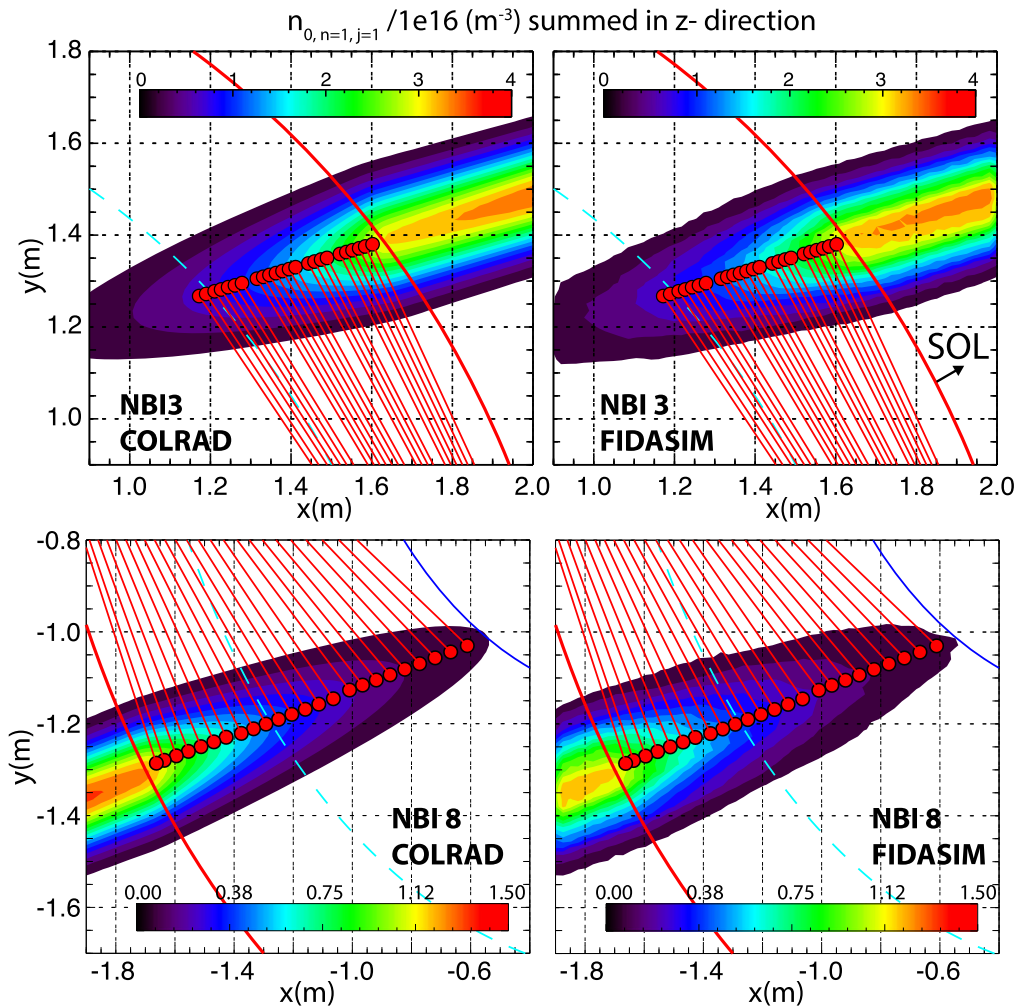 n0, n=1, j=1 /1e16 (m-3) summed in z- direction
1.8
1.6
1.4
1.2
1.0
y(m)
0 1 2 3 4
NBI3
COLRAD
1.0 1.2 1.4 1.6 1.8 2.0
x(m)
0 1 2 3 4
SOL
NBI 3
FIDASIM
1.0 1.2 1.4 1.6 1.8 2.0
x(m)
-0.8
-1.0
-1.2
-1.4
-1.6
y(m)
NBI 8
COLRAD
0.00 0.38 0.75 1.12 1.50
-1.8 -1.4 -1.0 -0.6
x(m)
NBI 8
FIDASIM
0.00 0.38 0.75 1.12 1.50
-1.8 -1.4 -1.0 -0.6
x(m)